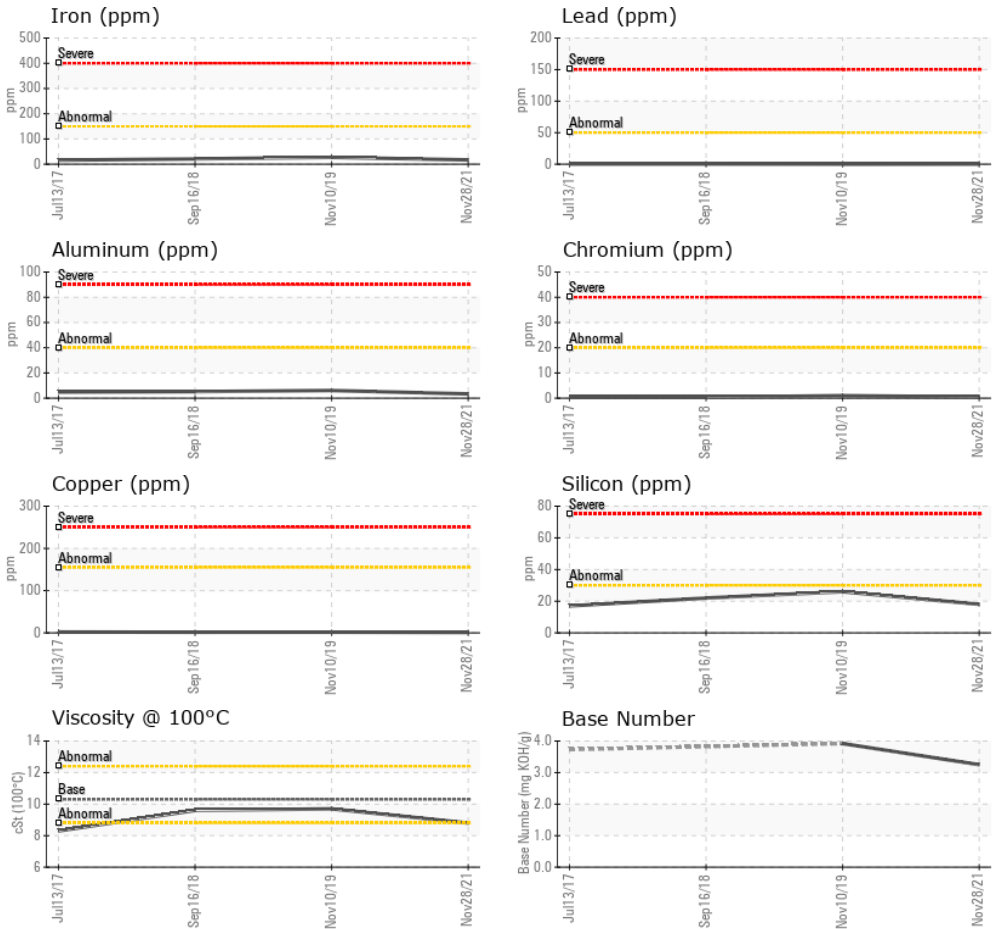 Iron (ppm)
500
400
300
200
100
0
ppm
Severe
Abnormal
Jul13/17
Sep16/18
Nov10/19
Nov28/21
Lead (ppm)
200
150
100
50
0
ppm
Severe
Abnormal
Jul13/17
Sep16/18
Nov10/19
Nov28/21
Aluminum (ppm)
100
80
60
40
20
0
ppm
Severe
Abnormal
Jul13/17
Sep16/18
Nov10/19
Nov28/21
Chromium (ppm)
50
40
30
20
10
0
ppm
Severe
Abnormal
Jul13/17
Sep16/18
Nov10/19
Nov28/21
Copper (ppm)
300
200
100
0
ppm
Severe
Abnormal
Jul13/17
Sep16/18
Nov10/19
Nov28/21
Silicon (ppm)
80
60
40
20
0
ppm
Severe
Abnormal
Jul13/17
Sep16/18
Nov10/19
Nov28/21
Viscosity @ 100°C
14
12
10
8
6
cSt (100°C)
Abnormal
Base
Abnormal
Jul13/17
Sep16/18
Nov10/19
Nov28/21
Base Number
4.0
3.0
2.0
1.0
0.0
Base Number (mg KOH/g)
Jul13/17
Sep16/18
Nov10/19
Nov28/21